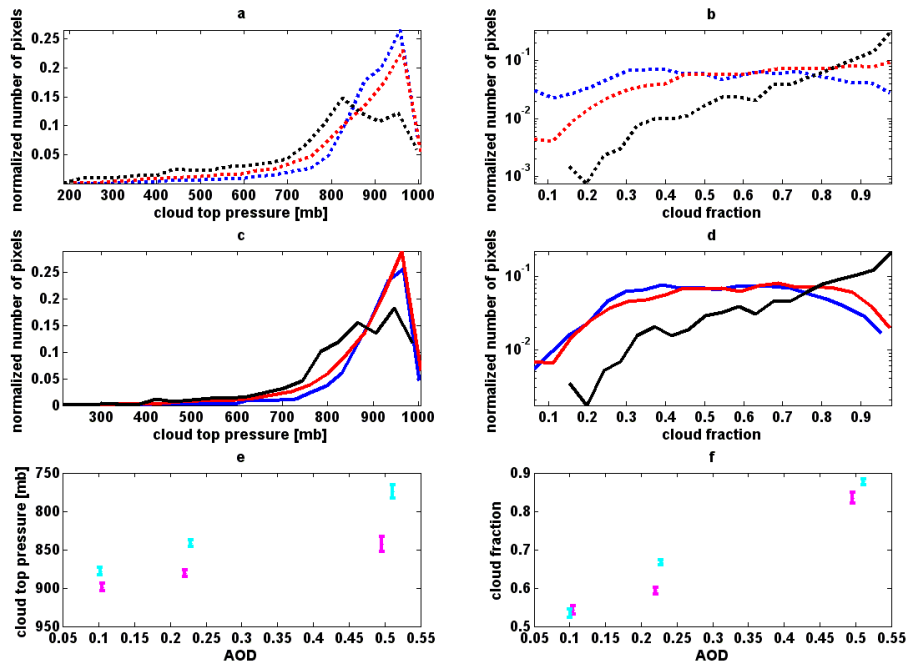 a
normalized number of pixels
0.25
0.2
0.15
0.1
0.05
200 300 400 500 600 700 800 900 1000
cloud top pressure [mb]
b
normalized number of pixels
10-1
10-2
10-3
0.1 0.2 0.3 0.4 0.5 0.6 0.7 0.8 0.9
cloud fraction
c
normalized number of pixels
0.25
0.2
0.15
0.1
0.05
0
300 400 500 600 700 800 900 1000
cloud top pressure [mb]
d
normalized number of pixels
10-1
10-2
0.1 0.2 0.3 0.4 0.5 0.6 0.7 0.8 0.9
cloud fraction
e
cloud top pressure [mb]
750
800
850
900
950
0.05 0.1 0.15 0.2 0.25 0.3 0.35 0.4 0.45 0.5 0.55
AOD
f
cloud fraction
0.9
0.8
0.7
0.6
0.5
0.05 0.1 0.15 0.2 0.25 0.3 0.35 0.4 0.45 0.5 0.55
AOD